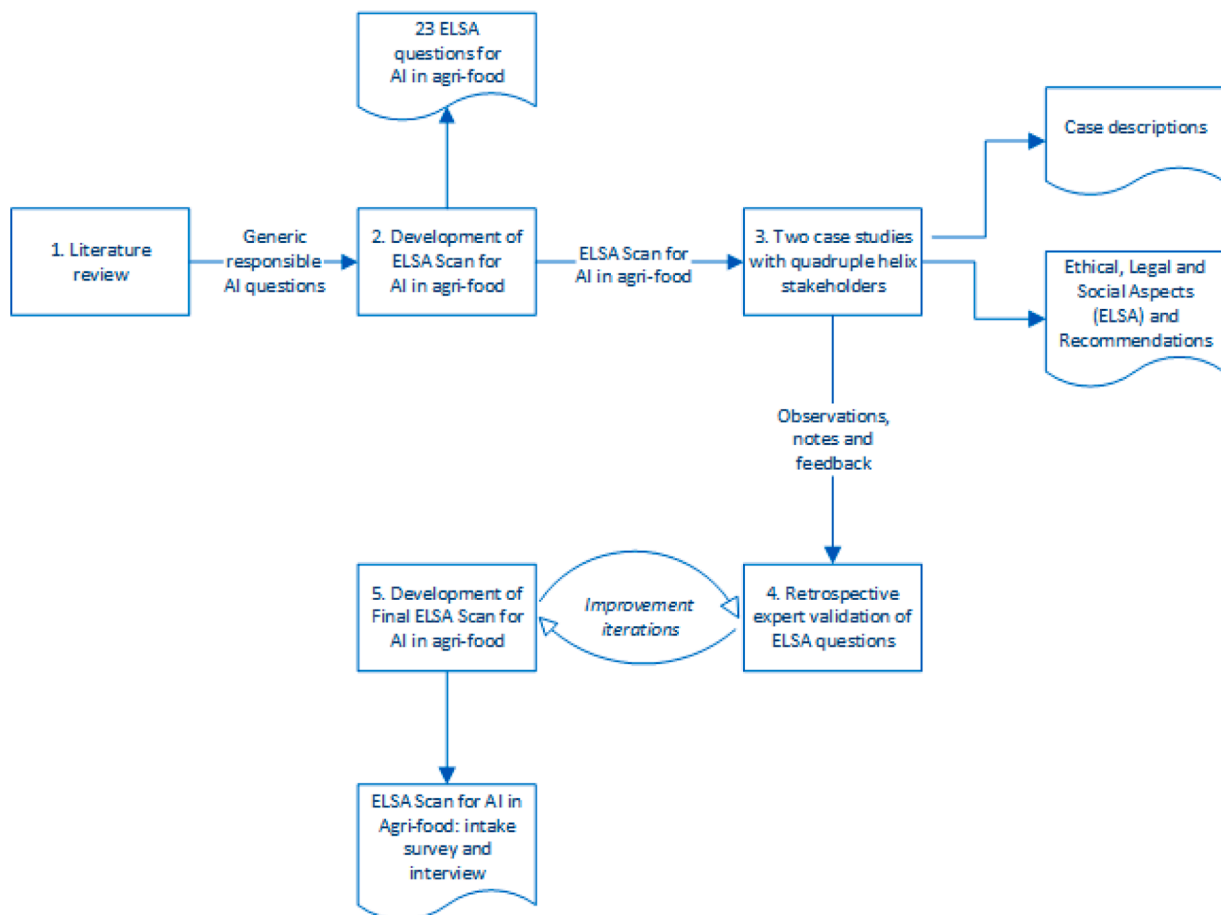 23 ELSA
questions for
AI in agri-food
Case descriptions
1. Literature
review
Generic
responsible
AI questions
2. Development of
ELSA Scan for
AI in agri-food
ELSA Scan for
AI in agri-food
3. Two case studies
with quadruple helix
stakeholders
Ethical, Legal and
Social Aspects
(ELSA) and
Recommendations
Observations,
notes and
feedback
5. Development of
Final ELSA Scan for
AI in agri-food
Improvement
iterations
4. Retrospective
expert validation of
ELSA questions
ELSA Scan for AI in
Agri-food: intake
survey and
interview